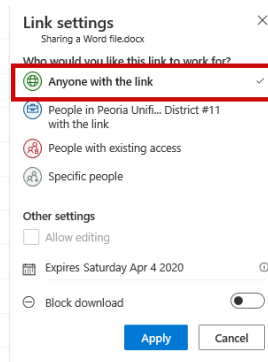 Link settings
Sharing a Word file.docx
Who would you like this link to work for?
Anyone with the link
People in Peoria Unifi... District #11
with the link
People with existing access
Specific people
Other settings
Allow editing
Expires Saturday Apr 4 2020
Block download
Apply
Cancel